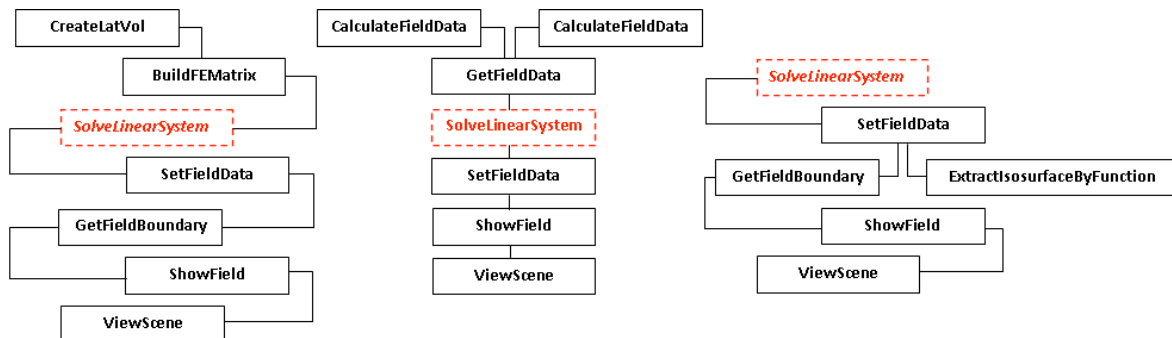 CreateLatVol
BuildFEMatrix
SolveLinearSystem
SetFieldData
GetFieldBoundary
ShowField
ViewScene
CalculateFieldData
CalculateFieldData
GetFieldData
SolveLinearSystem
SetFieldData
ShowField
ViewScene
SolveLinearSystem
SetFieldData
GetFieldBoundary
ExtractIsosurfaceByFunction
ShowField
ViewScene